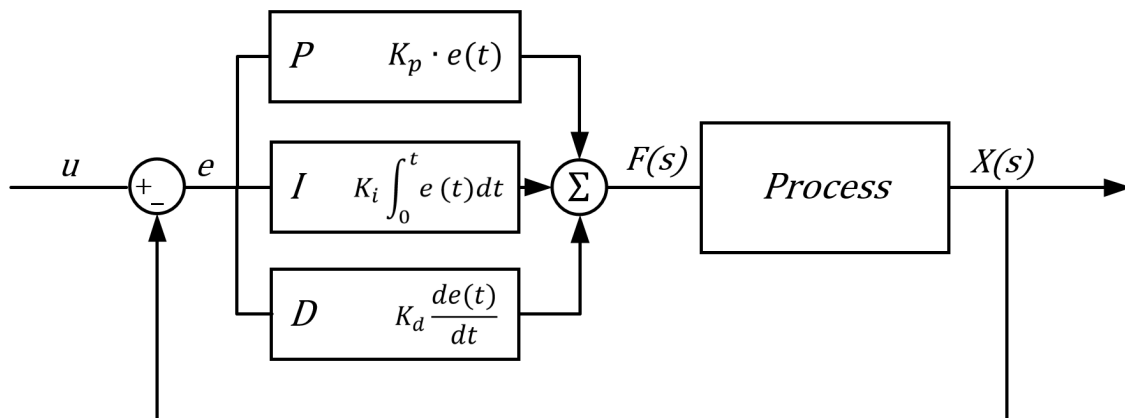 P K_p · e(t)
u
+
−
e
I K_i ∫_0^t e (t)dt
Σ
F(s)
Process
X(s)
D K_d de(t)/dt